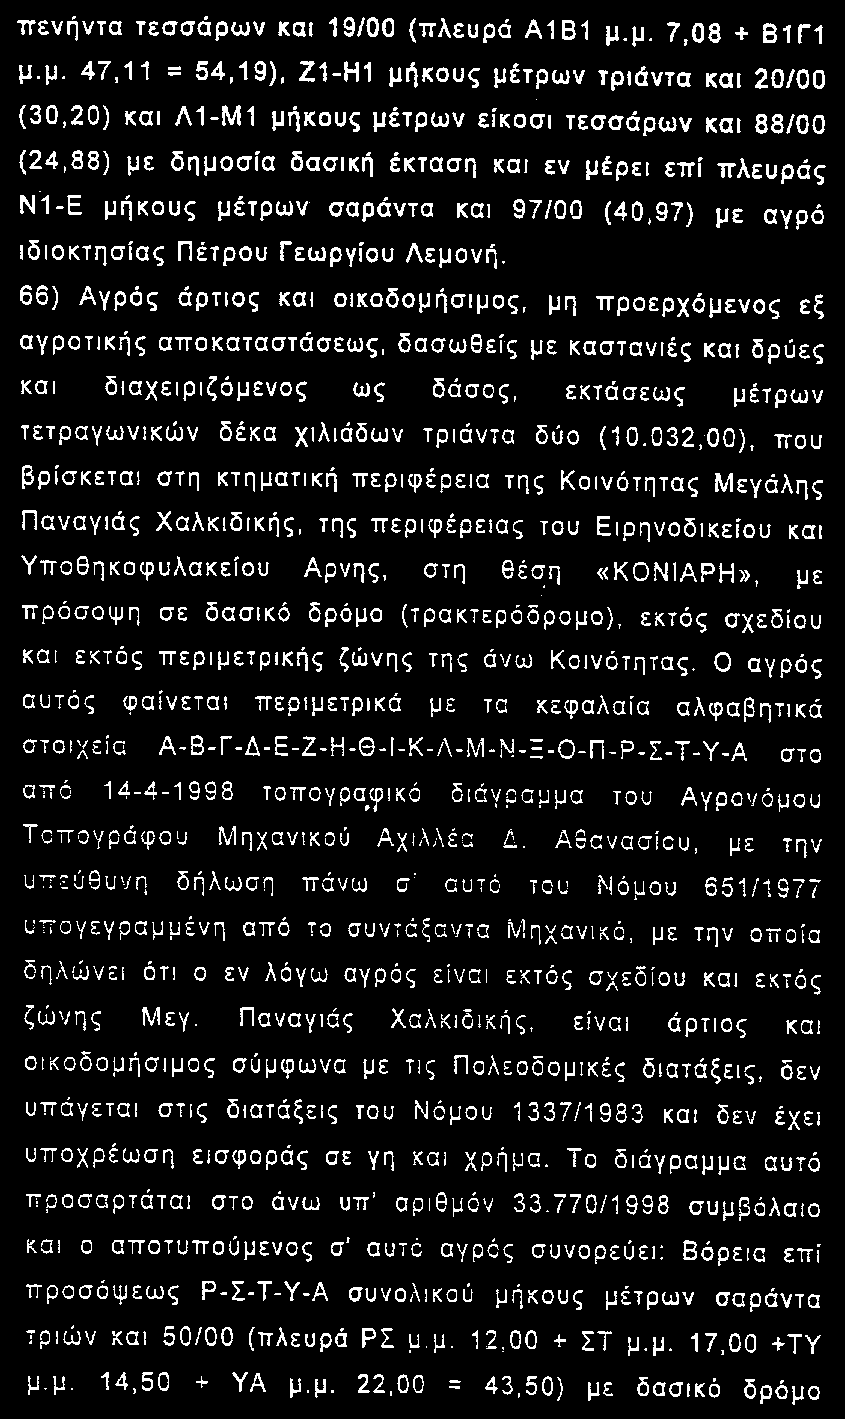 πενήντα τεσσάρων και 19/00 (πλευρά Α1Β1 μ.μ. 7,08 + Β1Γ1
μ.μ. 47,11 = 54,19), Ζ1-Η1 μήκους μέτρων τριάντα και 20/00
(30,20) και Λ1-Μ1 μήκους μέτρων είκοσι τεσσάρων και 88/00
(24,88) με δημοσία δασική έκταση και εν μέρει επί πλευράς
Ν1-Ε μήκους μέτρων σαράντα και 97/00 (40,97) με αγρό
ιδιοκτησίας Πέτρου Γεωργίου Λεμονή.
66) Αγρός άρτιος και οικοδομήσιμος, μη προερχόμενος εξ
αγροτικής αποκαταστάσεως, δασωθείς με καστανιές και δρύες
και διαχειριζόμενος ως δάσος, εκτάσεως μέτρων
τετραγωνικών δέκα χιλιάδων τριάντα δύο (10.032,00), που
βρίσκεται στη κτηματική περιφέρεια της Κοινότητας Μεγάλης
Παναγιάς Χαλκιδικής, της περιφέρειας του Ειρηνοδικείου και
Υποθηκοφυλακείου Αρνης, στη θέση «ΚΟΝΙΑΡΗ», με
πρόσοψη σε δασικό δρόμο (τρακτερόδρομο), εκτός σχεδίου
και εκτός περιμετρικής ζώνης της άνω Κοινότητας. Ο αγρός
αυτός φαίνεται περιμετρικά με τα κεφαλαία αλφαβητικά
στοιχεία Α-Β-Γ-Δ-Ε-Ζ-Η-Θ-Ι-Κ-Λ-Μ-Ν-Ξ-Ο-Π-Ρ-Σ-Τ-Υ-Α στο
από 14-4-1998 τοπογραφικό διάγραμμα του Αγρονόμου
Τοπογράφου Μηχανικού Αχιλλέα Δ. Αθανασίου, με την
υπεύθυνη δήλωση πάνω σ' αυτό του Νόμου 651/1977
υπογεγραμμένη από το συντάξαντα Μηχανικό, με την οποία
δηλώνει ότι ο εν λόγω αγρός είναι εκτός σχεδίου και εκτός
ζώνης Μεγ. Παναγιάς Χαλκιδικής, είναι άρτιος και
οικοδομήσιμος σύμφωνα με τις Πολεοδομικές διατάξεις, δεν
υπάγεται στις διατάξεις του Νόμου 1337/1983 και δεν έχει
υποχρέωση εισφοράς σε γη και χρήμα. Το διάγραμμα αυτό
προσαρτάται στο άνω υπ' αριθμόν 33.770/1998 συμβόλαιο
και ο αποτυπούμενος σ' αυτό αγρός συνορεύει: Βόρεια επί
προσόψεως Ρ-Σ-Τ-Υ-Α συνολικού μήκους μέτρων σαράντα
τριών και 50/00 (πλευρά ΡΣ μ.μ. 12,00 + ΣΤ μ.μ. 17,00 +ΤΥ
μ.μ. 14,50 + ΥΑ μ.μ. 22,00 = 43,50) με δασικό δρόμο